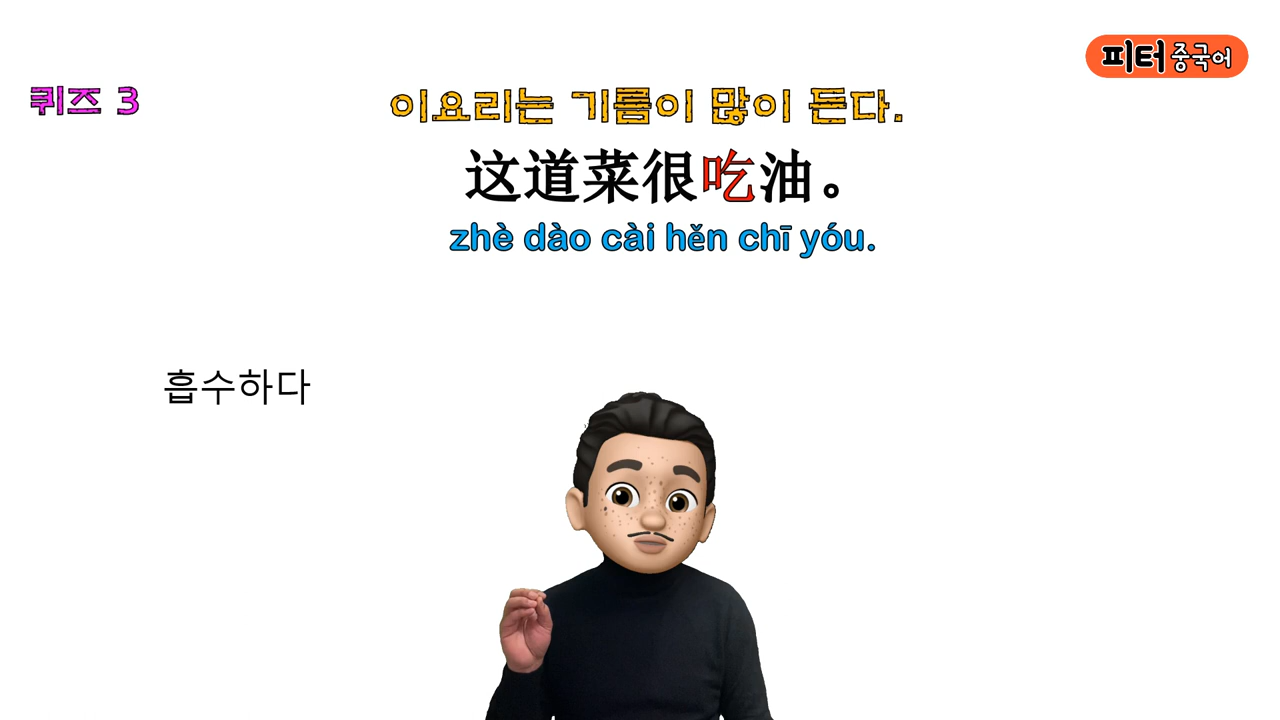 피터 중국어
퀴즈 3
이요리는 기름이 많이 든다.
这道菜很吃油。
zhè dào cài hěn chī yóu.
흡수하다